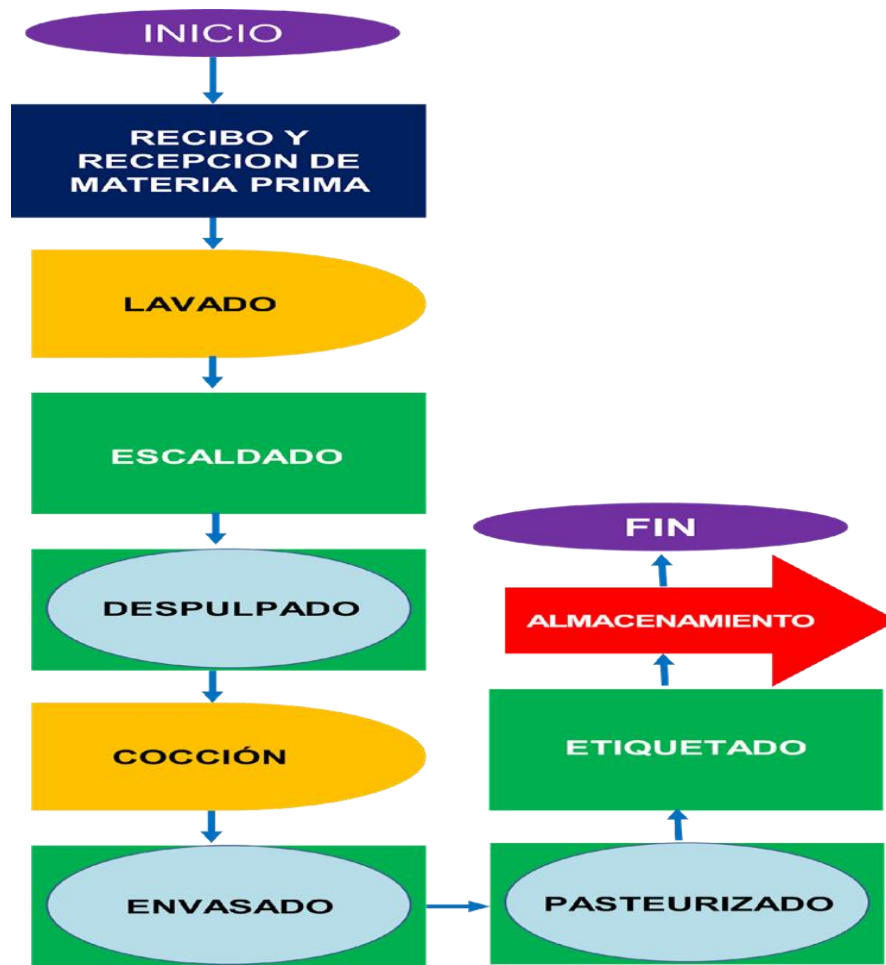 INICIO
RECIBO Y
RECEPCION DE
MATERIA PRIMA
LAVADO
ESCALDADO
DESPULPADO
COCCIÓN
ENVASADO
PASTEURIZADO
ETIQUETADO
ALMACENAMIENTO
FIN